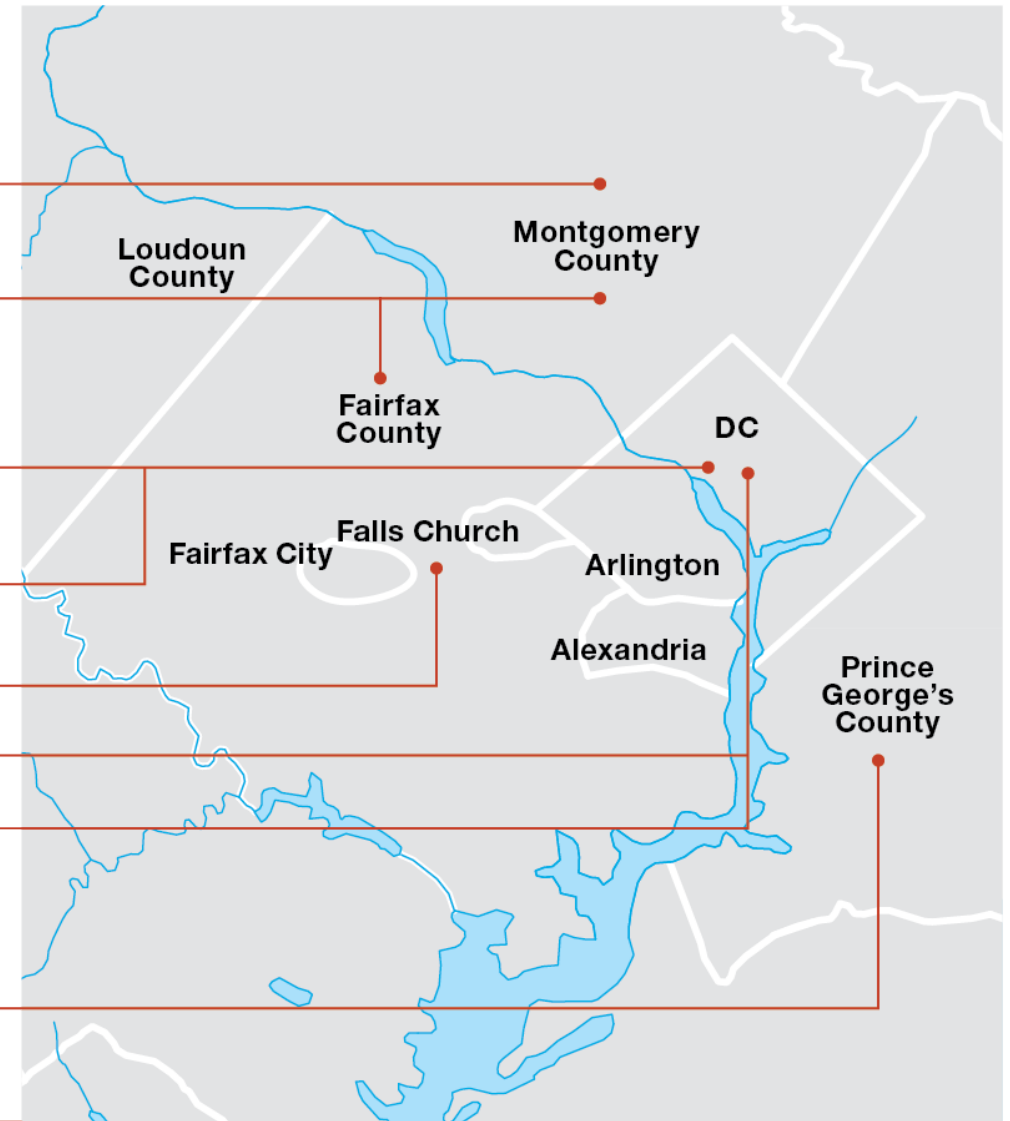 Loudoun
County
Montgomery
County
Fairfax
County
DC
Falls Church
Fairfax City
Arlington
Alexandria
Prince
George’s
County